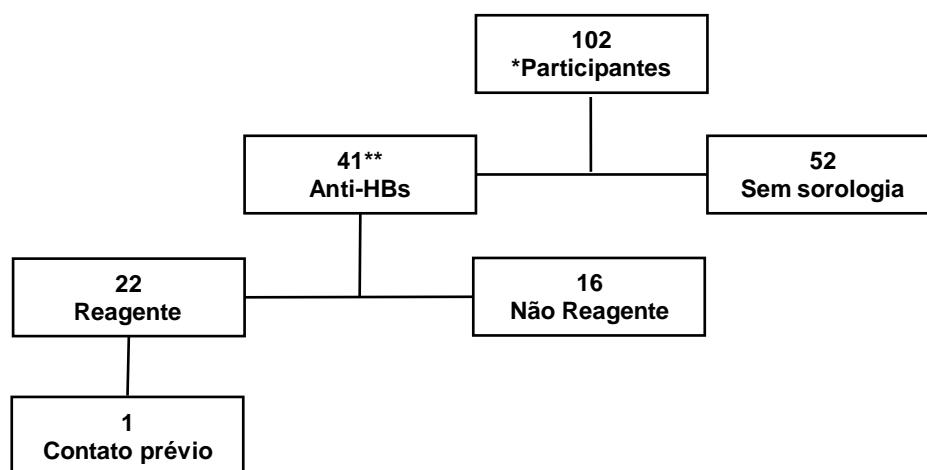 102
*Participantes
41**
Anti-HBs
52
Sem sorologia
22
Reagente
16
Não Reagente
1
Contato prévio